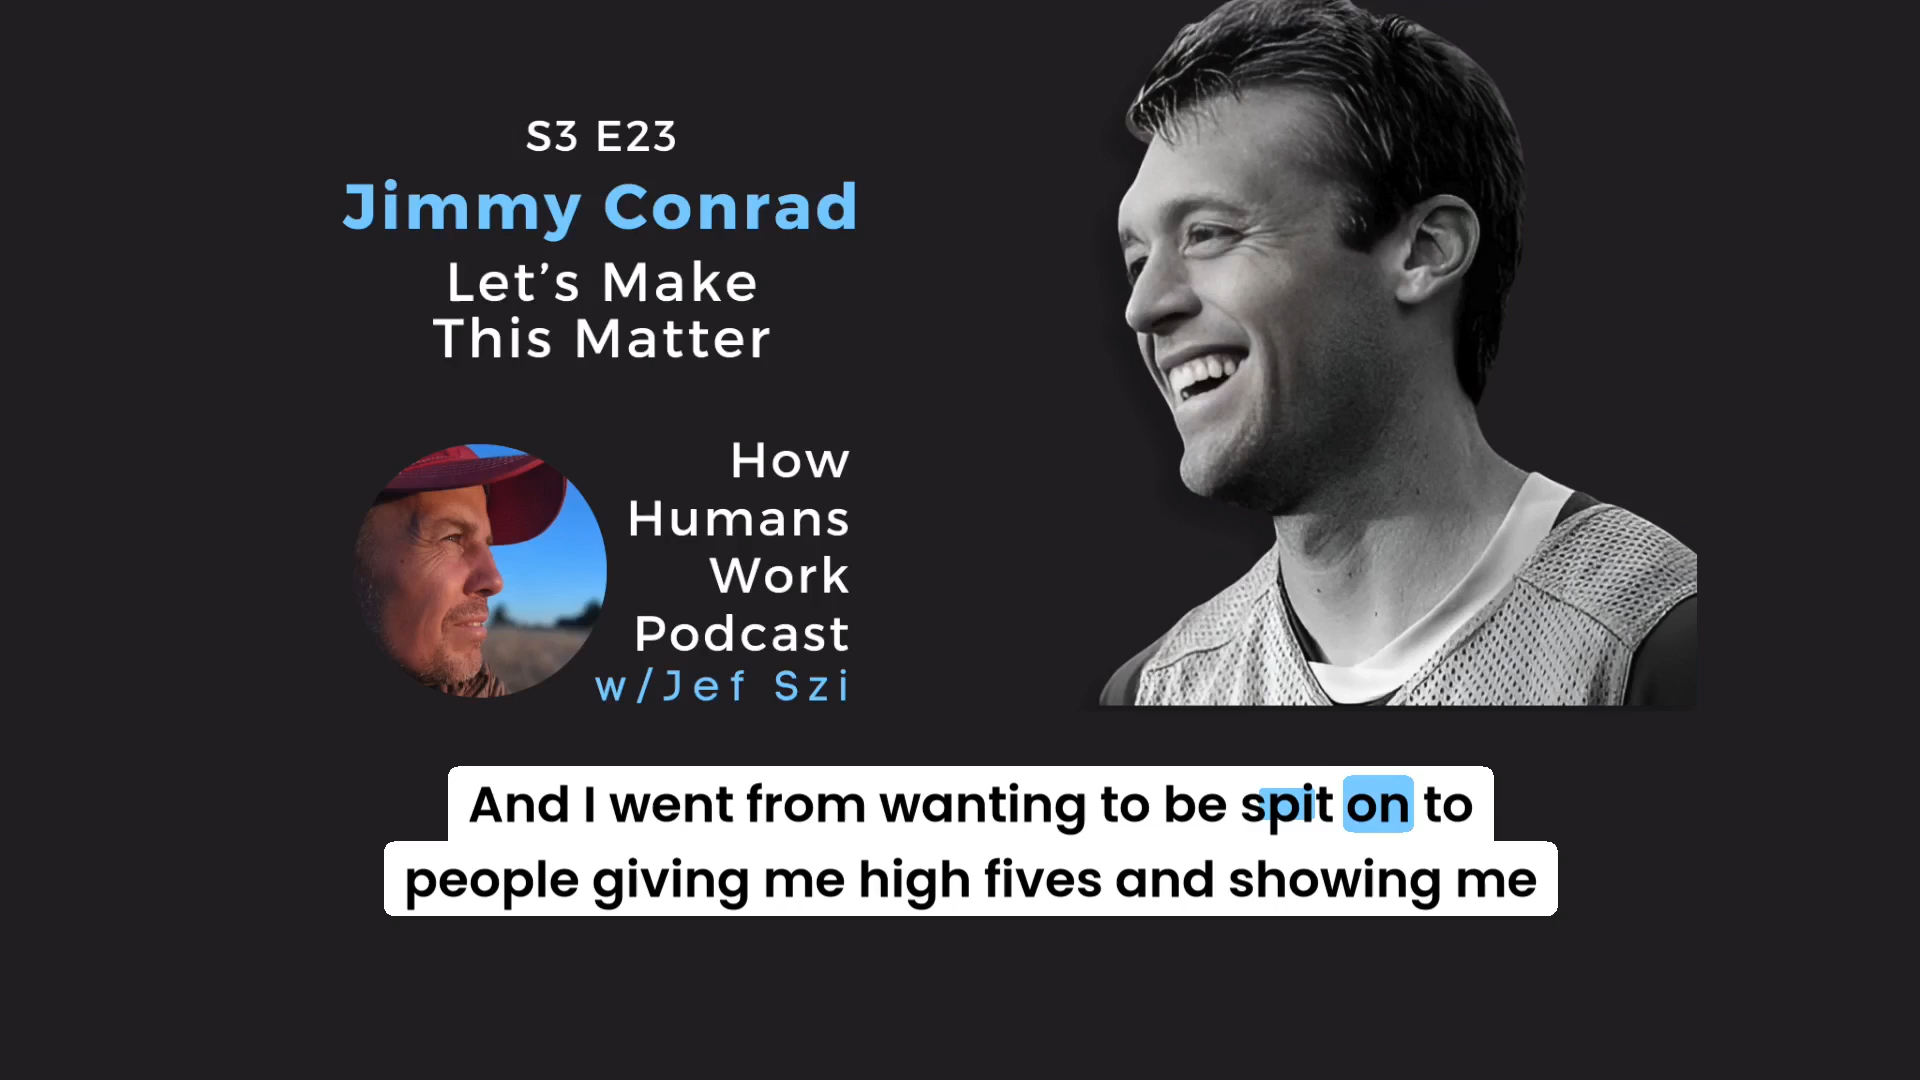 S3 E23
Jimmy Conrad
Let’s Make
This Matter
How
Humans
Work
Podcast
w/Jef Szi
And I went from wanting to be spit on to
people giving me high fives and showing me